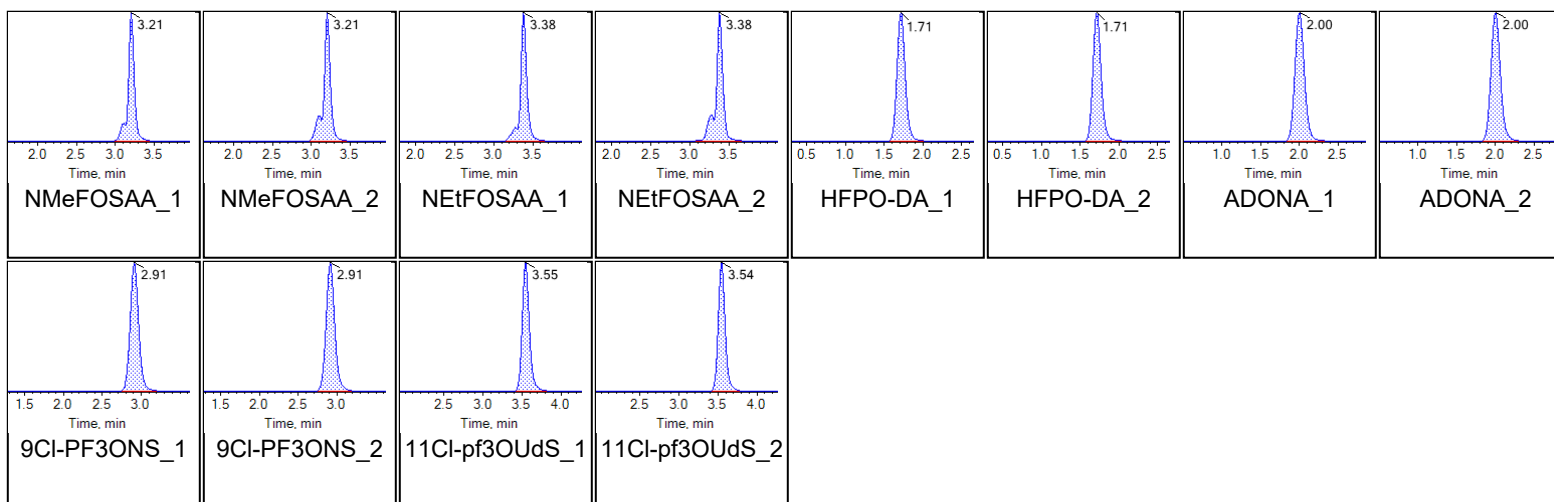 3.21 3.21 3.38 3.38 1.71 1.71 2.00 2.00
2.0 2.5 3.0 3.5 2.0 2.5 3.0 3.5 2.0 2.5 3.0 3.5 2.0 2.5 3.0 3.5 0.5 1.0 1.5 2.0 2.5 0.5 1.0 1.5 2.0 2.5 1.0 1.5 2.0 2.5 1.0 1.5 2.0 2.5
Time, min Time, min Time, min Time, min Time, min Time, min Time, min Time, min
NMeFOSAA_1 NMeFOSAA_2 NEtFOSAA_1 NEtFOSAA_2 HFPO-DA_1 HFPO-DA_2 ADONA_1 ADONA_2
2.91 2.91 3.55 3.54
1.5 2.0 2.5 3.0 1.5 2.0 2.5 3.0 2.5 3.0 3.5 4.0 2.5 3.0 3.5 4.0
Time, min Time, min Time, min Time, min
9Cl-PF3ONS_1 9Cl-PF3ONS_2 11Cl-pf3OUdS_1 11Cl-pf3OUdS_2